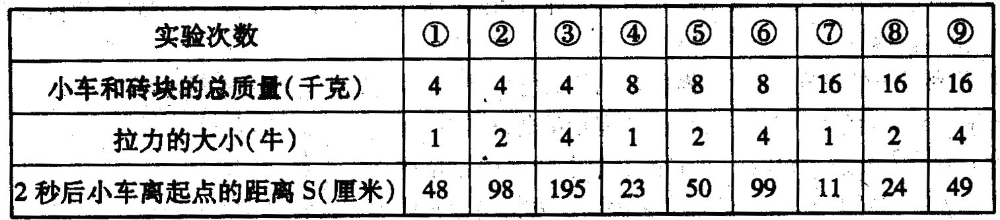 实验次数 ① ② ③ ④ ⑤ ⑥ ⑦ ⑧ ⑨
小车和砖块的总质量(千克) 4 4 4 8 8 8 16 16 16
拉力的大小(牛) 1 2 4 1 2 4 1 2 4
2秒后小车离起点的距离S(厘米) 48 98 195 23 50 99 11 24 49